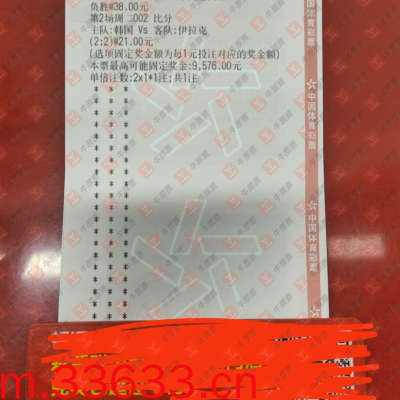 负胜@38.00元
第2场周二002 比分
主队:韩国 Vs 客队:伊拉克
(2:2)@21.00元
(选项固定奖金额为每1元投注对应的奖金额)
本票最高可能固定奖金:9,576.00元
单倍注数:2x1*1注;共1注
中国体育彩票
中国体育彩票
m.33633.cn